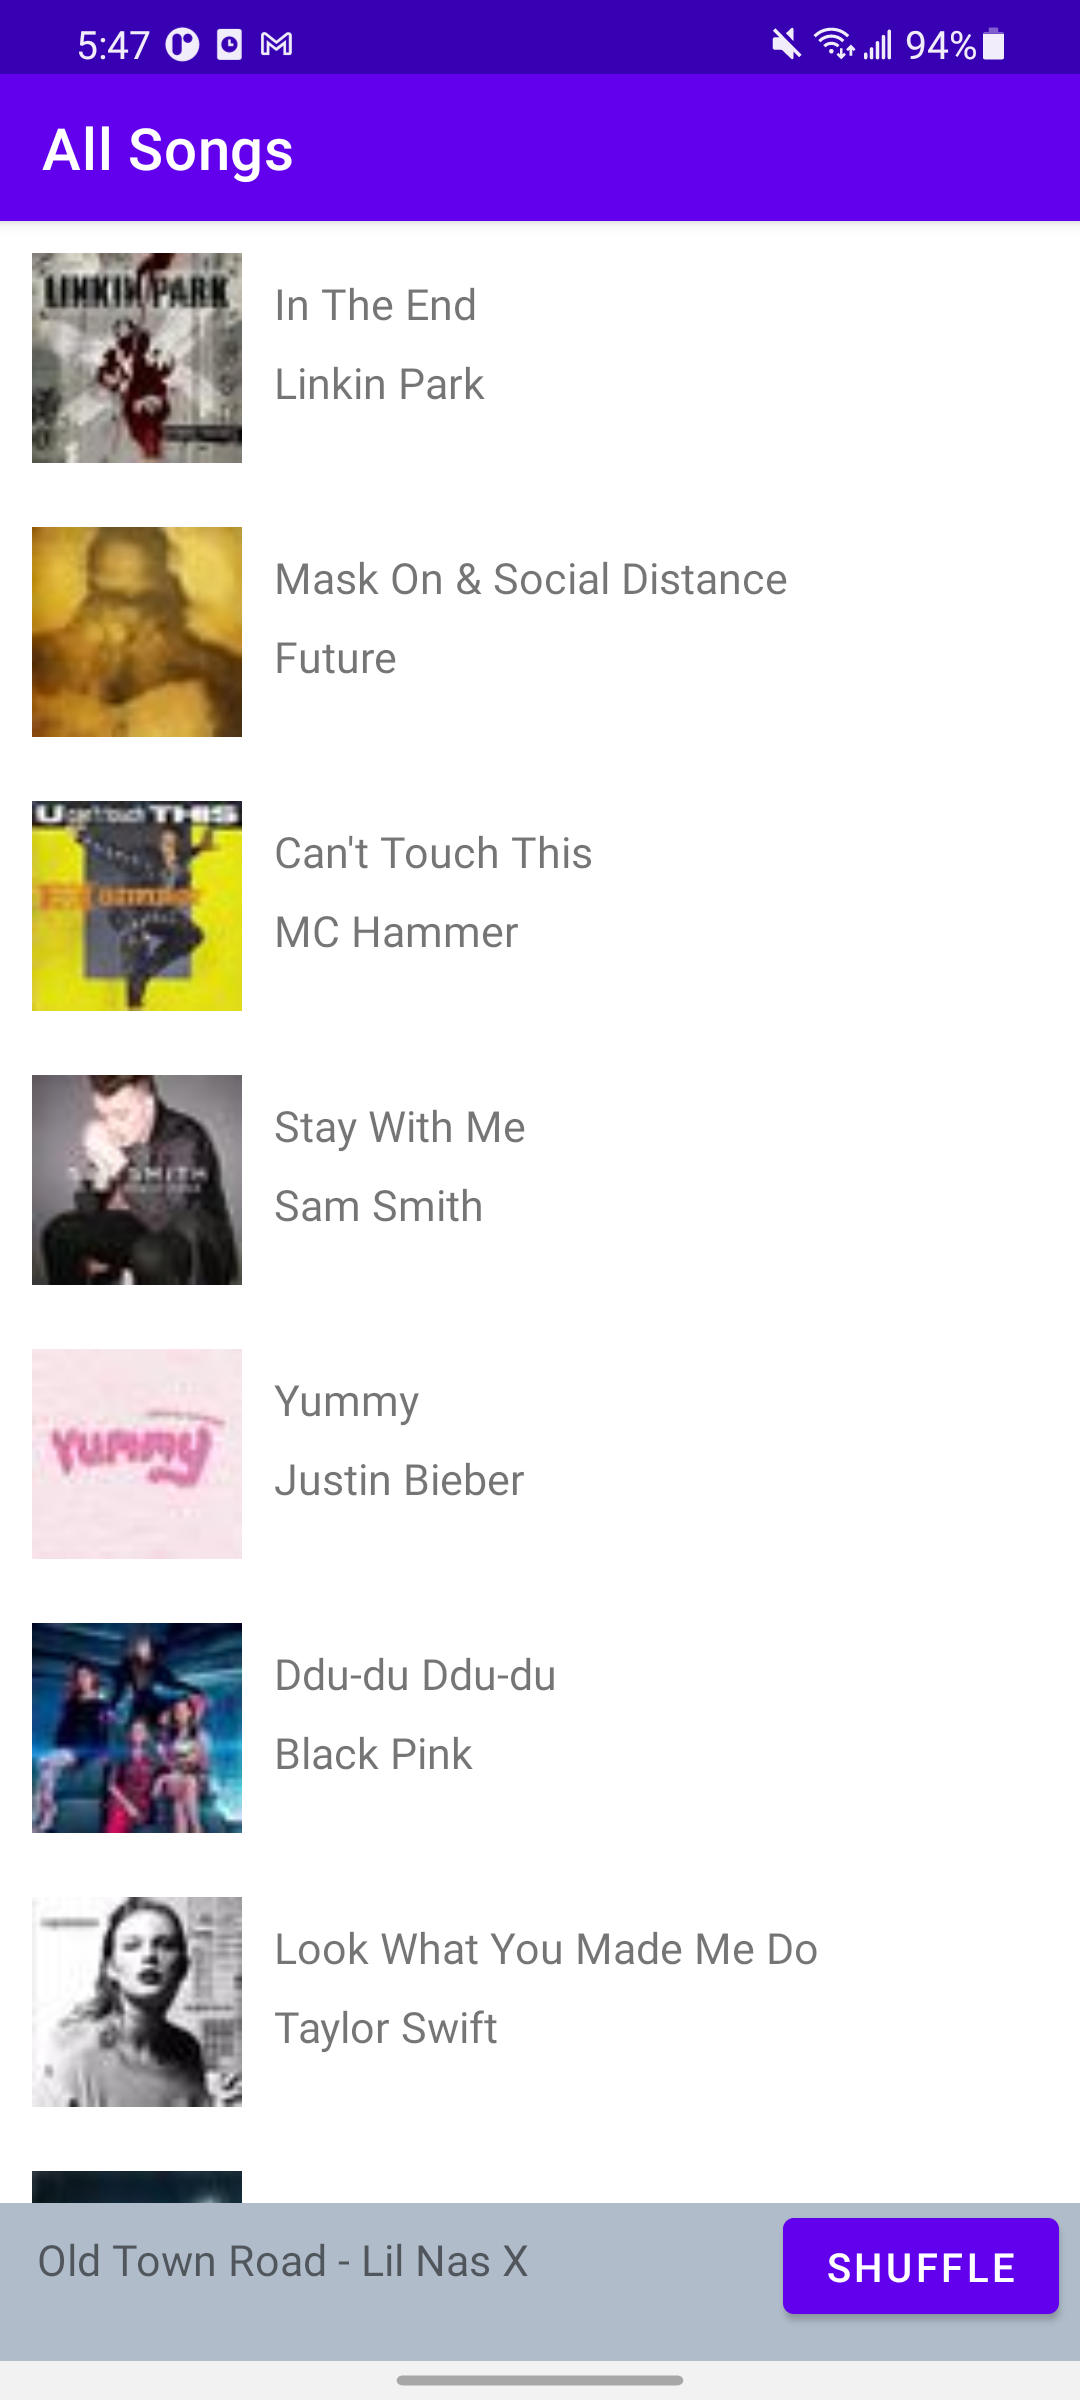 5:47
94%
All Songs
LINKIN PARK
In The End
Linkin Park
Mask On & Social Distance
Future
U can't touch THIS
Can't Touch This
MC Hammer
SMITH
Stay With Me
Sam Smith
Yummy
Yummy
Justin Bieber
Ddu-du Ddu-du
Black Pink
Look What You Made Me Do
Taylor Swift
Old Town Road - Lil Nas X
SHUFFLE